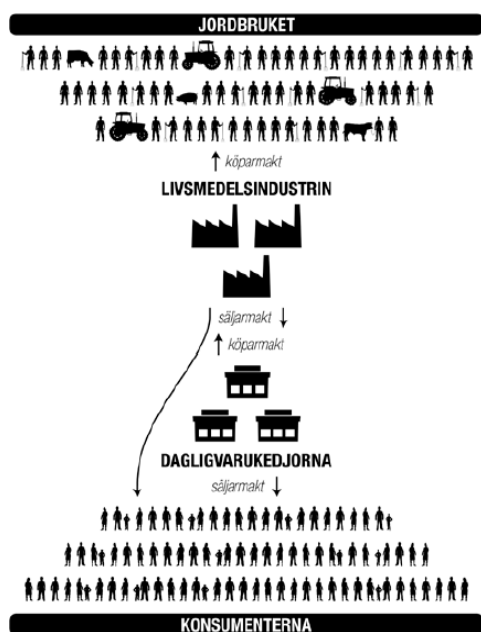 JORDBRUKET
köparmakt
LIVSMEDELSINDUSTRIN
säljarmakt
köparmakt
DAGLIGVARUKEDJORNA
säljarmakt
KONSUMENTERNA